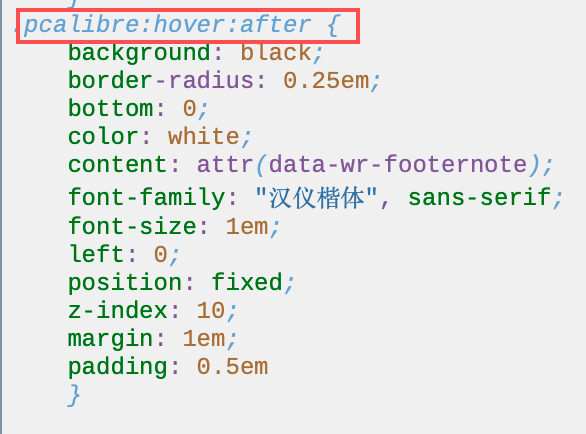 }
.pcalibre:hover:after {
background: black;
border-radius: 0.25em;
bottom: 0;
color: white;
content: attr(data-wr-footernote);
font-family: "汉仪楷体", sans-serif;
font-size: 1em;
left: 0;
position: fixed;
z-index: 10;
margin: 1em;
padding: 0.5em
}